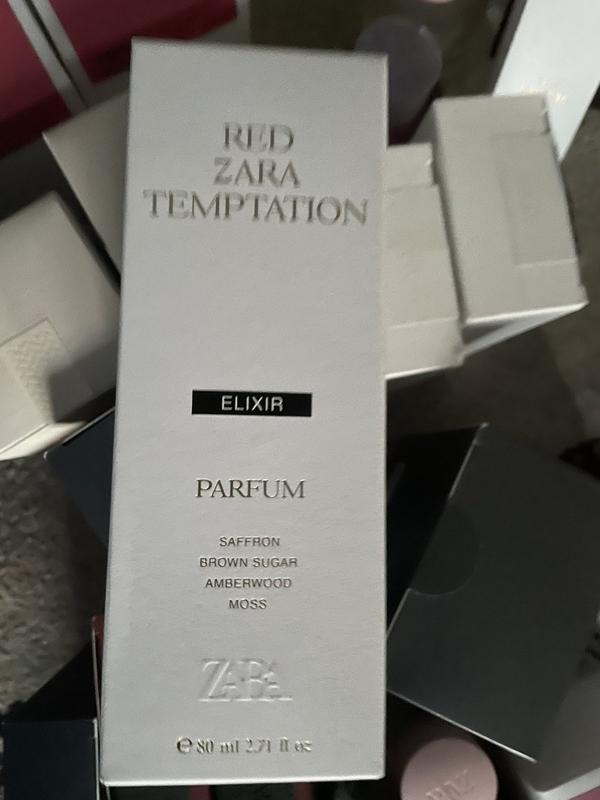 RED
ZARA
TEMPTATION
ELIXIR
PARFUM
SAFFRON
BROWN SUGAR
AMBERWOOD
MOSS
ZARA
℮ 80 ml 2.71 fl oz